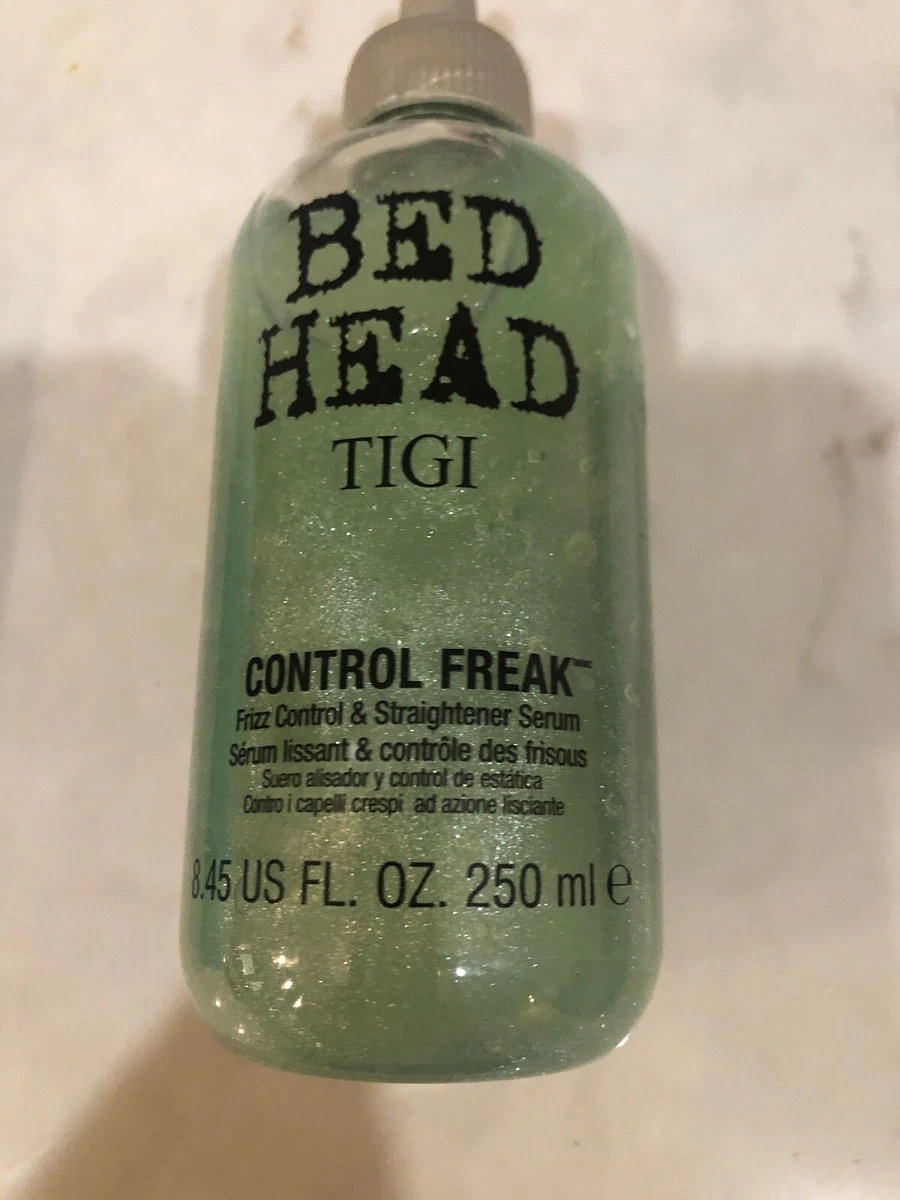 BED
HEAD
TIGI
CONTROL FREAK™
Frizz Control & Straightener Serum
Sérum lissant & contrôle des frisous
Suero alisador y control de estática
Contro i capelli crespi ad azione lisciante
8.45 US FL. OZ. 250 ml ℮